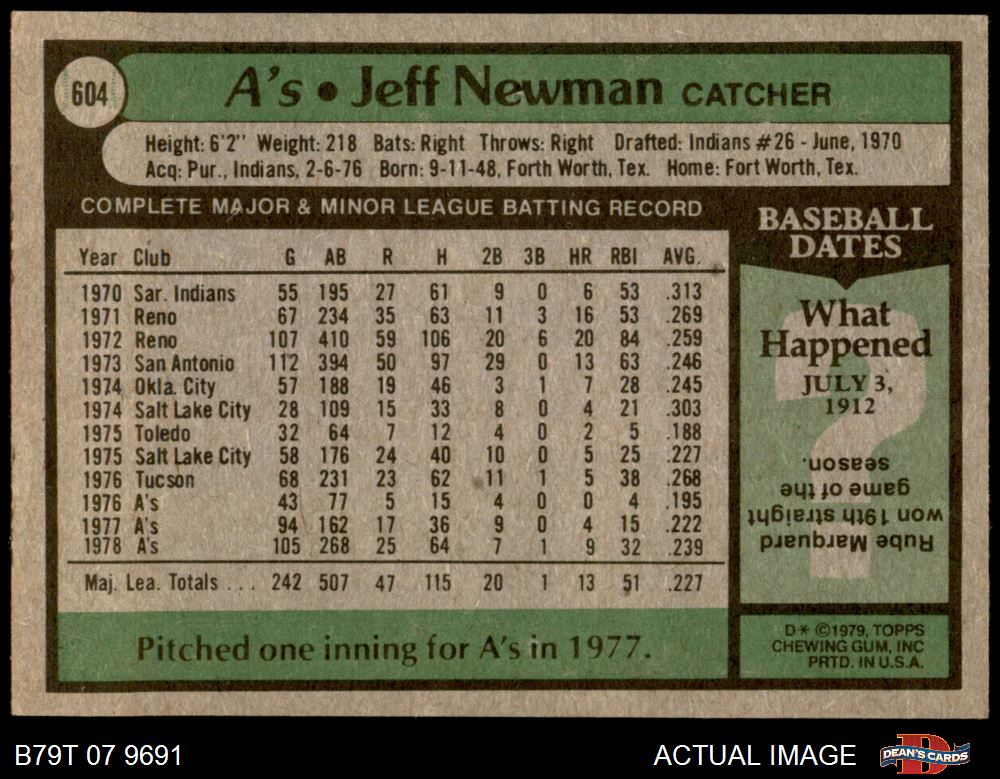 604
A's • Jeff Newman CATCHER
Height: 6'2" Weight: 218 Bats: Right Throws: Right Drafted: Indians #26 - June, 1970
Acq: Pur., Indians, 2-6-76 Born: 9-11-48, Forth Worth, Tex. Home: Fort Worth, Tex.
COMPLETE MAJOR & MINOR LEAGUE BATTING RECORD
Year Club G AB R H 2B 3B HR RBI AVG.
1970 Sar. Indians 55 195 27 61 9 0 6 53 .313
1971 Reno 67 234 35 63 11 3 16 53 .269
1972 Reno 107 410 59 106 20 6 20 84 .259
1973 San Antonio 112 394 50 97 29 0 13 63 .246
1974 Okla. City 57 188 19 46 3 1 7 28 .245
1974 Salt Lake City 28 109 15 33 8 0 4 21 .303
1975 Toledo 32 64 7 12 4 0 2 5 .188
1975 Salt Lake City 58 176 24 40 10 0 5 25 .227
1976 Tucson 68 231 23 62 11 1 5 38 .268
1976 A's 43 77 5 15 4 0 0 4 .195
1977 A's 94 162 17 36 9 0 4 15 .222
1978 A's 105 268 25 64 7 1 9 32 .239
Maj. Lea. Totals . . . 242 507 47 115 20 1 13 51 .227
Pitched one inning for A's in 1977.
BASEBALL
DATES
What
Happened
JULY 3,
1912
?
Rube Marquard
won 19th straight
game of the
season.
D* ©1979, TOPPS
CHEWING GUM, INC
PRTD. IN U.S.A.
B79T 07 9691
ACTUAL IMAGE
D
DEAN'S CARDS